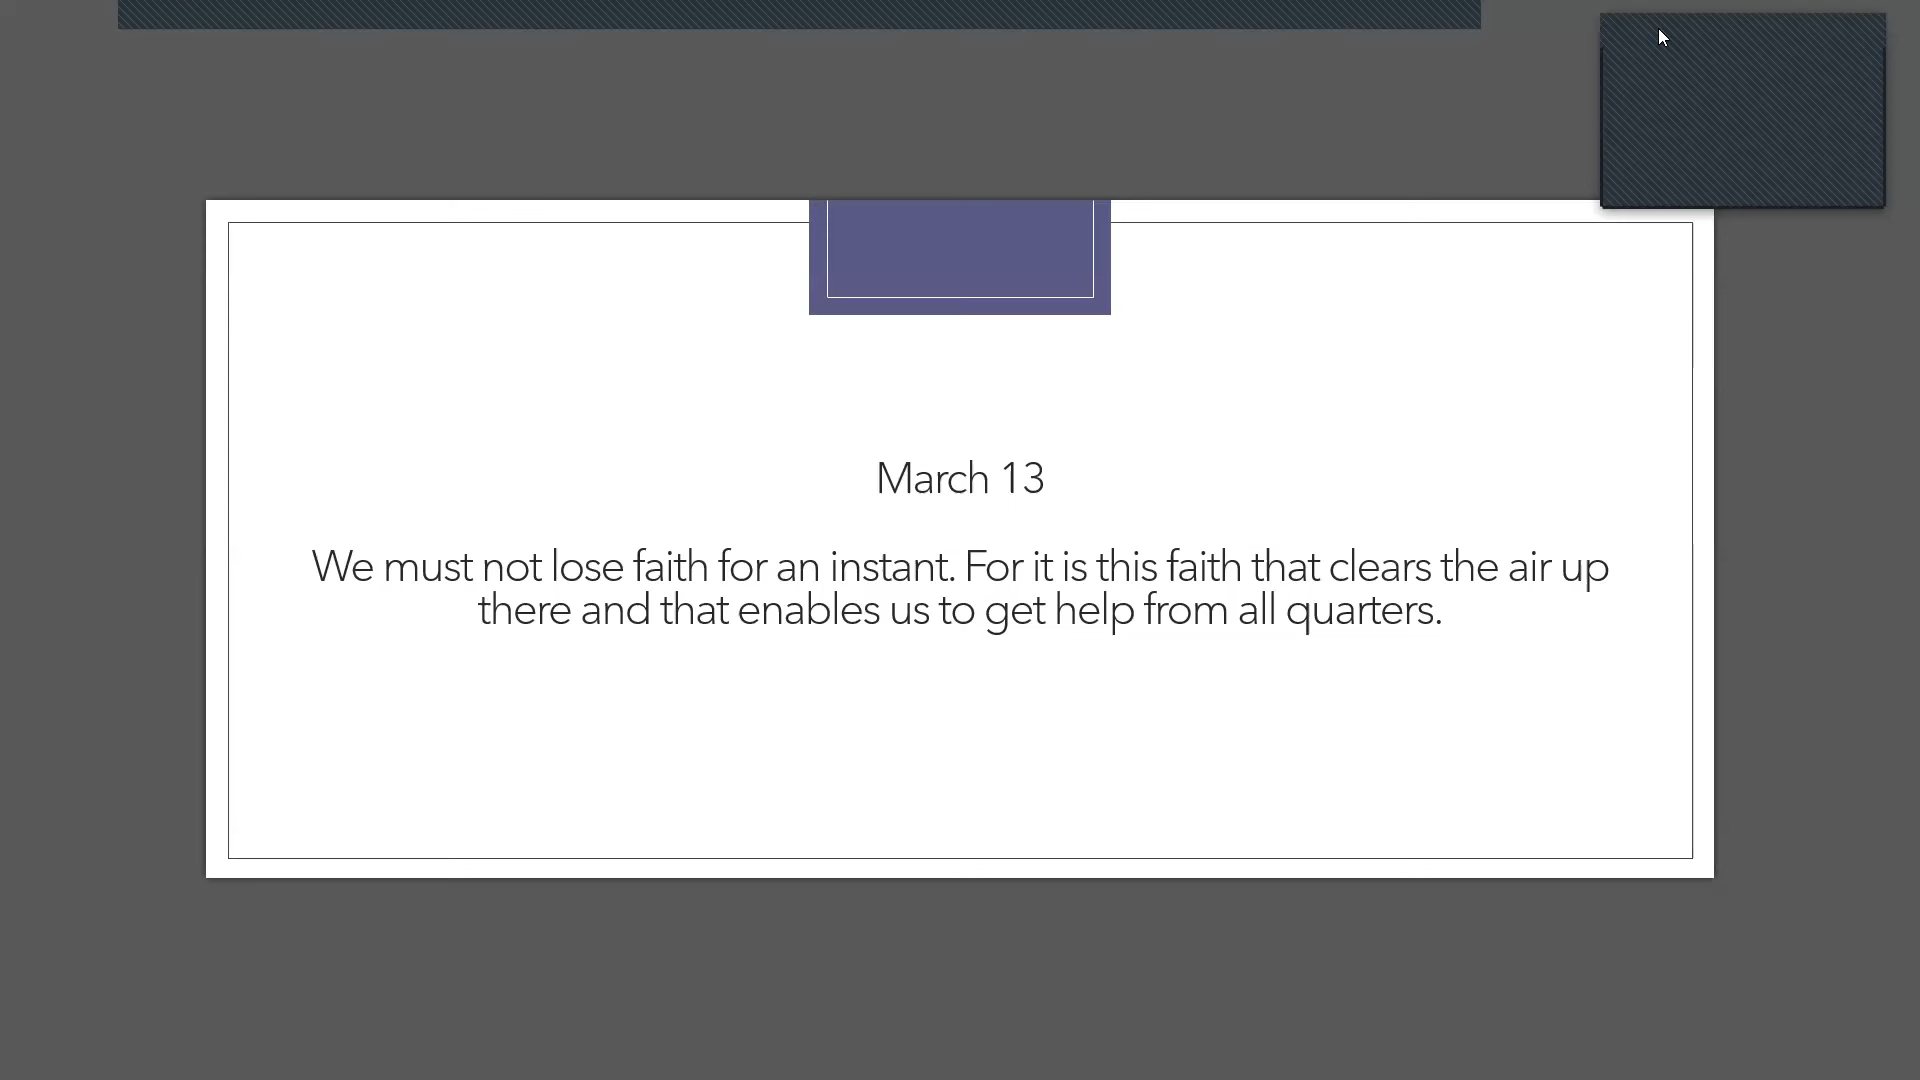 March 13
We must not lose faith for an instant. For it is this faith that clears the air up
there and that enables us to get help from all quarters.